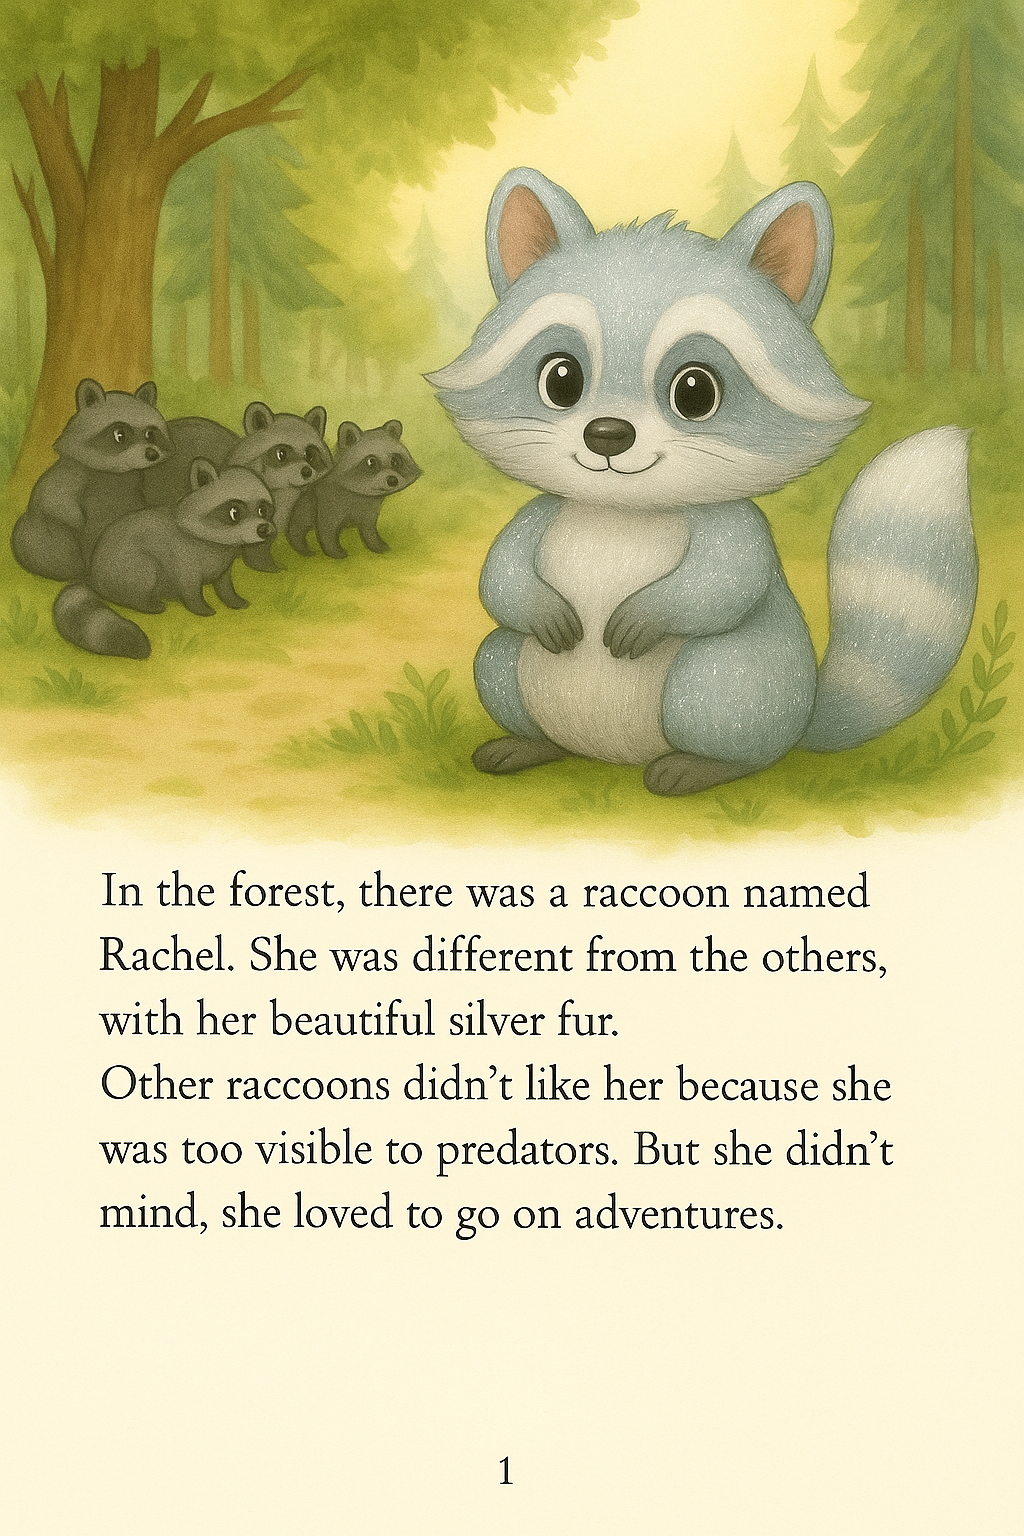 In the forest, there was a raccoon named
Rachel. She was different from the others,
with her beautiful silver fur.
Other raccoons didn’t like her because she
was too visible to predators. But she didn’t
mind, she loved to go on adventures.
1